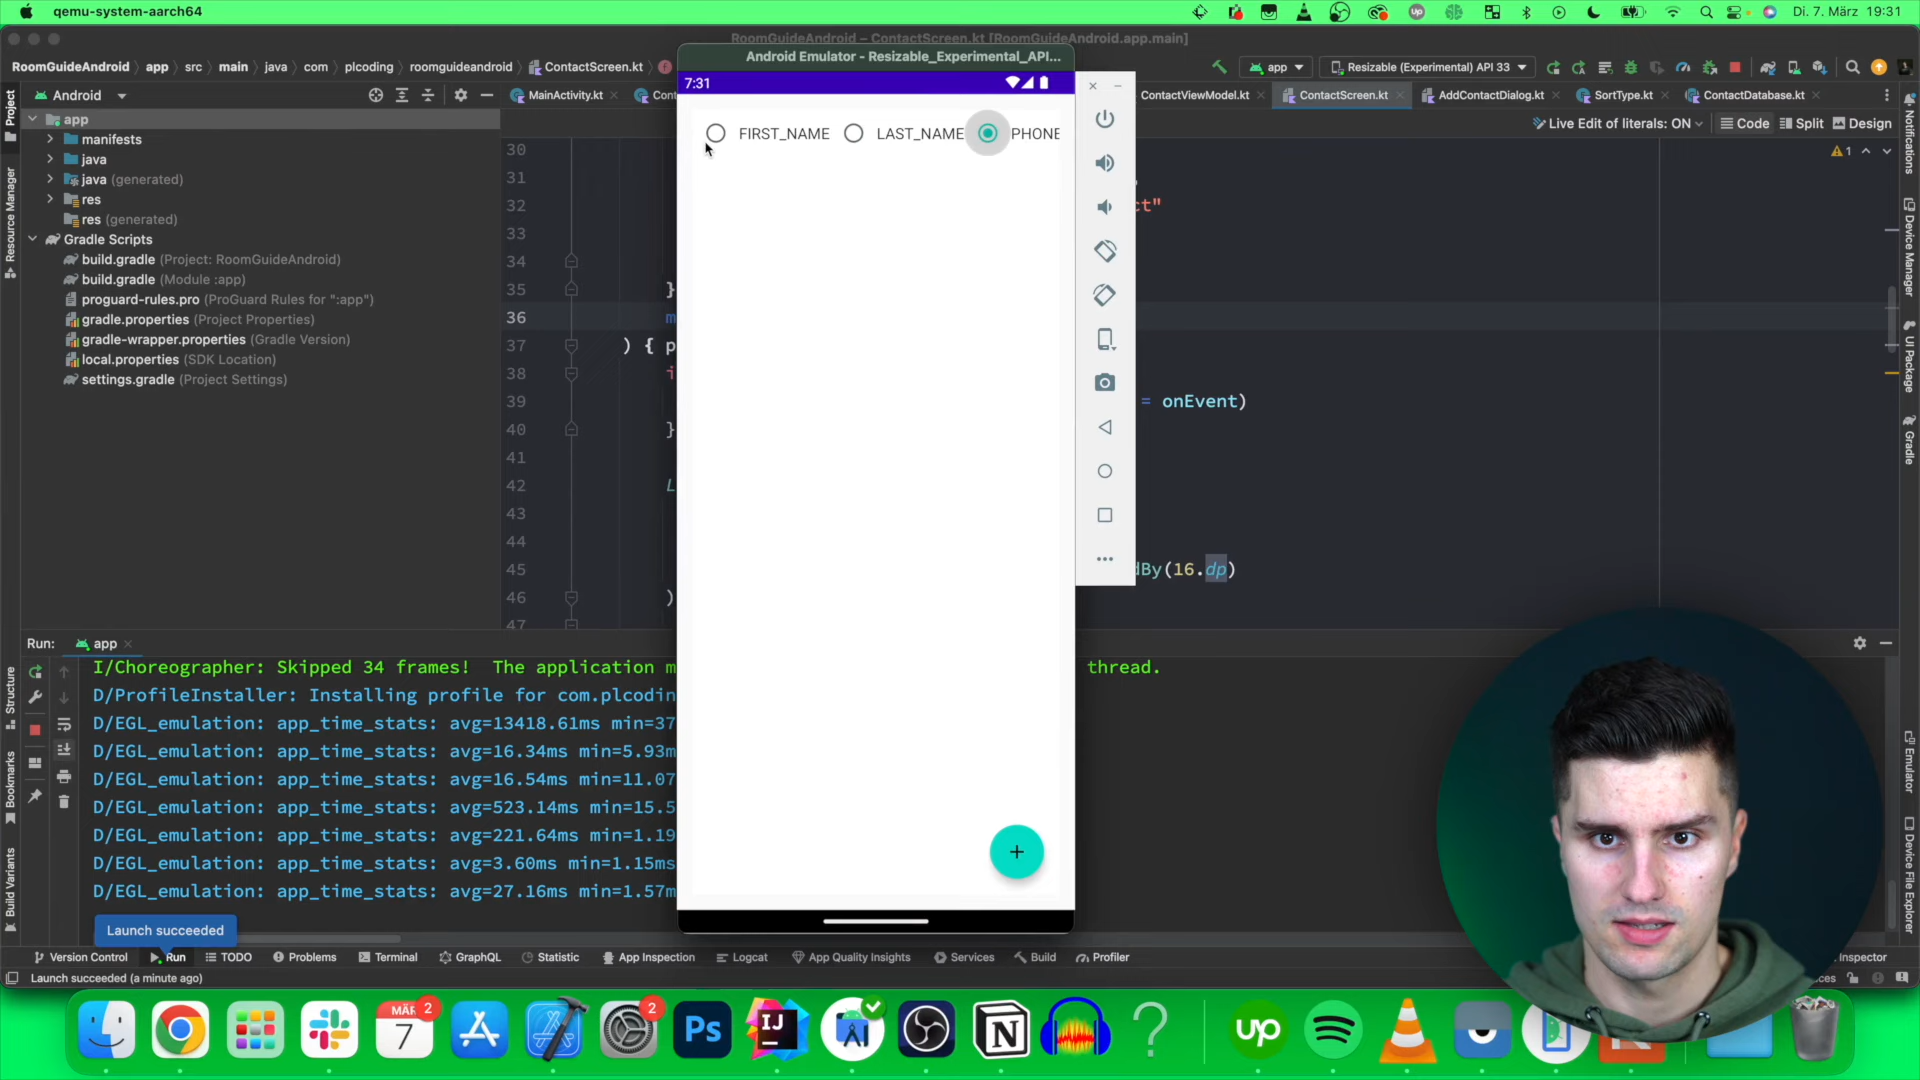 qemu-system-aarch64
Di. 7. März 19:31
RoomGuideAndroid – ContactScreen.kt [RoomGuideAndroid.app.main]
RoomGuideAndroid
app
src
main
java
com
plcoding
roomguideandroid
ContactScreen.kt
Android Emulator - Resizable_Experimental_API...
app
Resizable (Experimental) API 33
Project
Android
MainActivity.kt
Cont
ContactViewModel.kt
ContactScreen.kt
AddContactDialog.kt
SortType.kt
ContactDatabase.kt
Notifications
7:31
Live Edit of literals: ON
Code
Split
Design
1
app
manifests
java
java (generated)
res
res (generated)
Gradle Scripts
build.gradle (Project: RoomGuideAndroid)
build.gradle (Module :app)
proguard-rules.pro (ProGuard Rules for ":app")
gradle.properties (Project Properties)
gradle-wrapper.properties (Gradle Version)
local.properties (SDK Location)
settings.gradle (Project Settings)
Resource Manager
FIRST_NAME
LAST_NAME
PHONE
+
30
31
32 ct"
33
34
35 }
36 m
37 ) { p
38 i
39 = onEvent)
40 }
41
42 L
43
44
45 dBy(16.dp)
46 )
47
Device Manager
UI Package
Gradle
Emulator
Device File Explorer
Run:
app
I/Choreographer: Skipped 34 frames!  The application m thread.
D/ProfileInstaller: Installing profile for com.plcodin
D/EGL_emulation: app_time_stats: avg=13418.61ms min=37
D/EGL_emulation: app_time_stats: avg=16.34ms min=5.93m
D/EGL_emulation: app_time_stats: avg=16.54ms min=11.07
D/EGL_emulation: app_time_stats: avg=523.14ms min=15.5
D/EGL_emulation: app_time_stats: avg=221.64ms min=1.19
D/EGL_emulation: app_time_stats: avg=3.60ms min=1.15ms
D/EGL_emulation: app_time_stats: avg=27.16ms min=1.57m
Structure
Bookmarks
Build Variants
Launch succeeded
Version Control
Run
TODO
Problems
Terminal
GraphQL
Statistic
App Inspection
Logcat
App Quality Insights
Services
Build
Profiler
Inspector
Launch succeeded (a minute ago)
MÄR
7
2
2
Ps
IJ
N
?
up